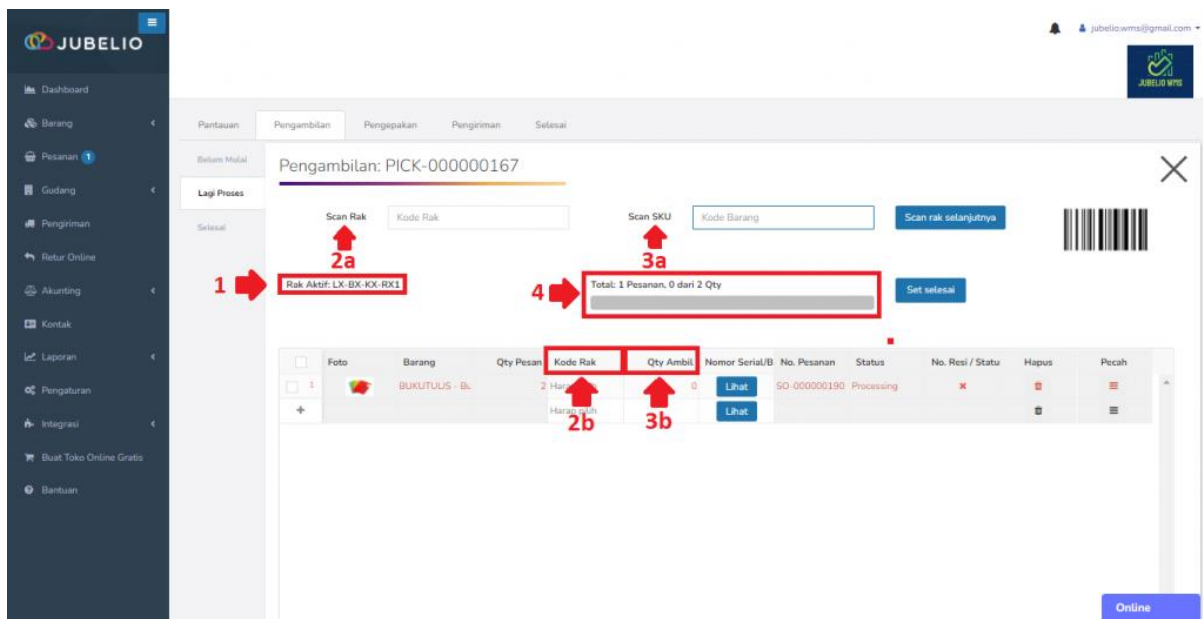 JUBELIO
jubelio.wms@gmail.com
JUBELIO WMS
Dashboard
Barang
Pesanan 1
Gudang
Pengiriman
Retur Online
Akunting
Kontak
Laporan
Pengaturan
Integrasi
Buat Toko Online Gratis
Bantuan
Pantauan Pengambilan Pengepakan Pengiriman Selesai
Belum Mulai
Lagi Proses
Selesai
Pengambilan: PICK-000000167
Scan Rak Kode Rak Scan SKU Kode Barang Scan rak selanjutnya
2a 3a
1 Rak Aktif: LX-BX-KX-RX1 4 Total: 1 Pesanan, 0 dari 2 Qty Set selesai
Foto Barang Qty Pesan Kode Rak Qty Ambil Nomor Serial/B No. Pesanan Status No. Resi / Statu Hapus Pecah
1 BUKUTULIS - 2 0 Lihat SO-000000190 Processing
Lihat
2b 3b
Online